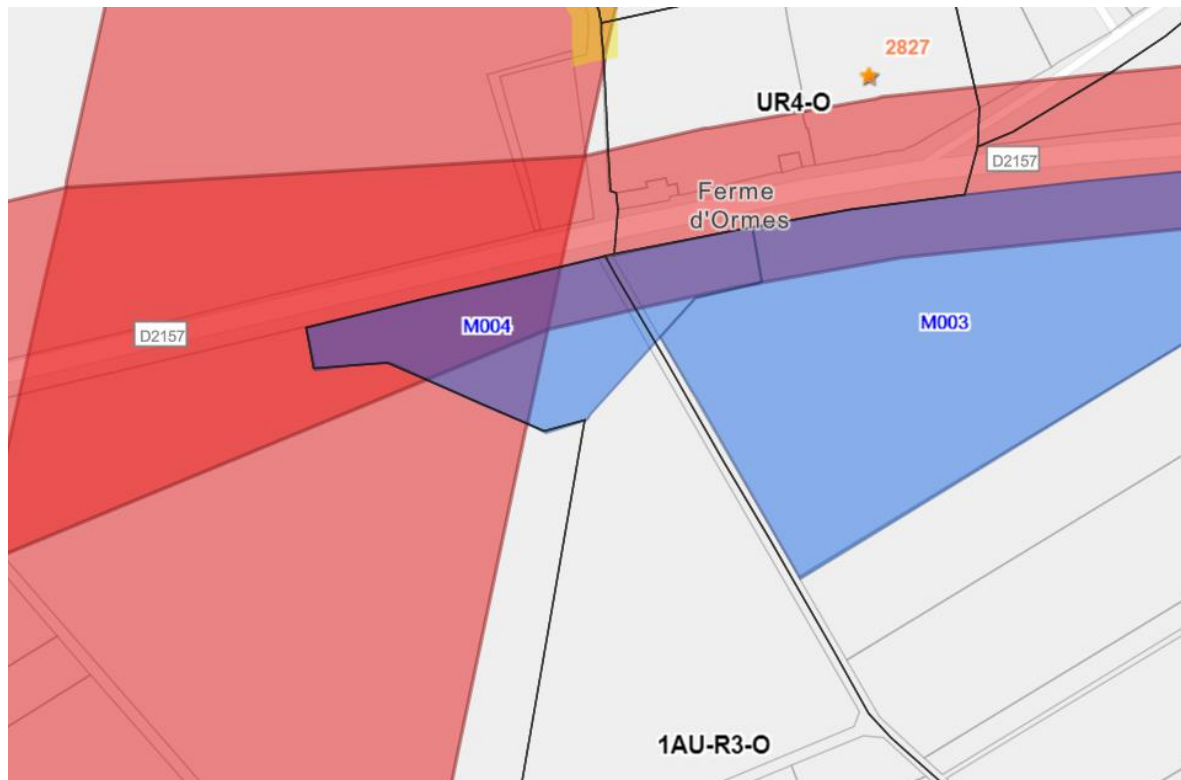 2827
UR4-O
D2157
Ferme
d'Ormes
D2157
M004
M003
1AU-R3-O